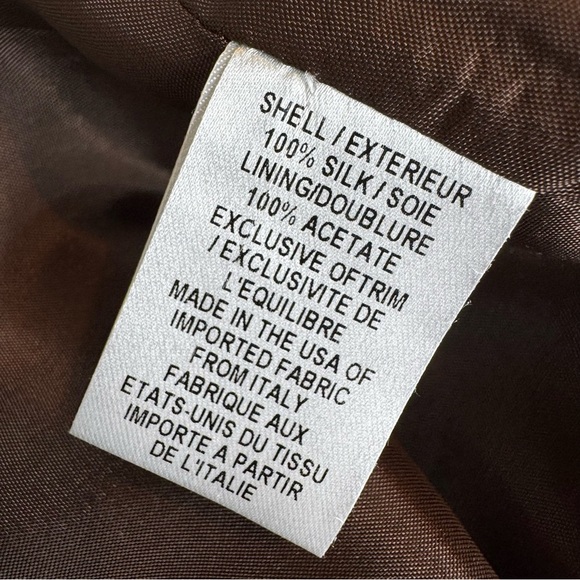 SHELL / EXTERIEUR
100% SILK / SOIE
LINING/DOUBLURE
100% ACETATE
EXCLUSIVE OFTRIM
/ EXCLUSIVITE DE
L'EQUILIBRE
MADE IN THE USA OF
IMPORTED FABRIC
FROM ITALY
FABRIQUE AUX
ETATS-UNIS DU TISSU
IMPORTE A PARTIR
DE L'ITALIE